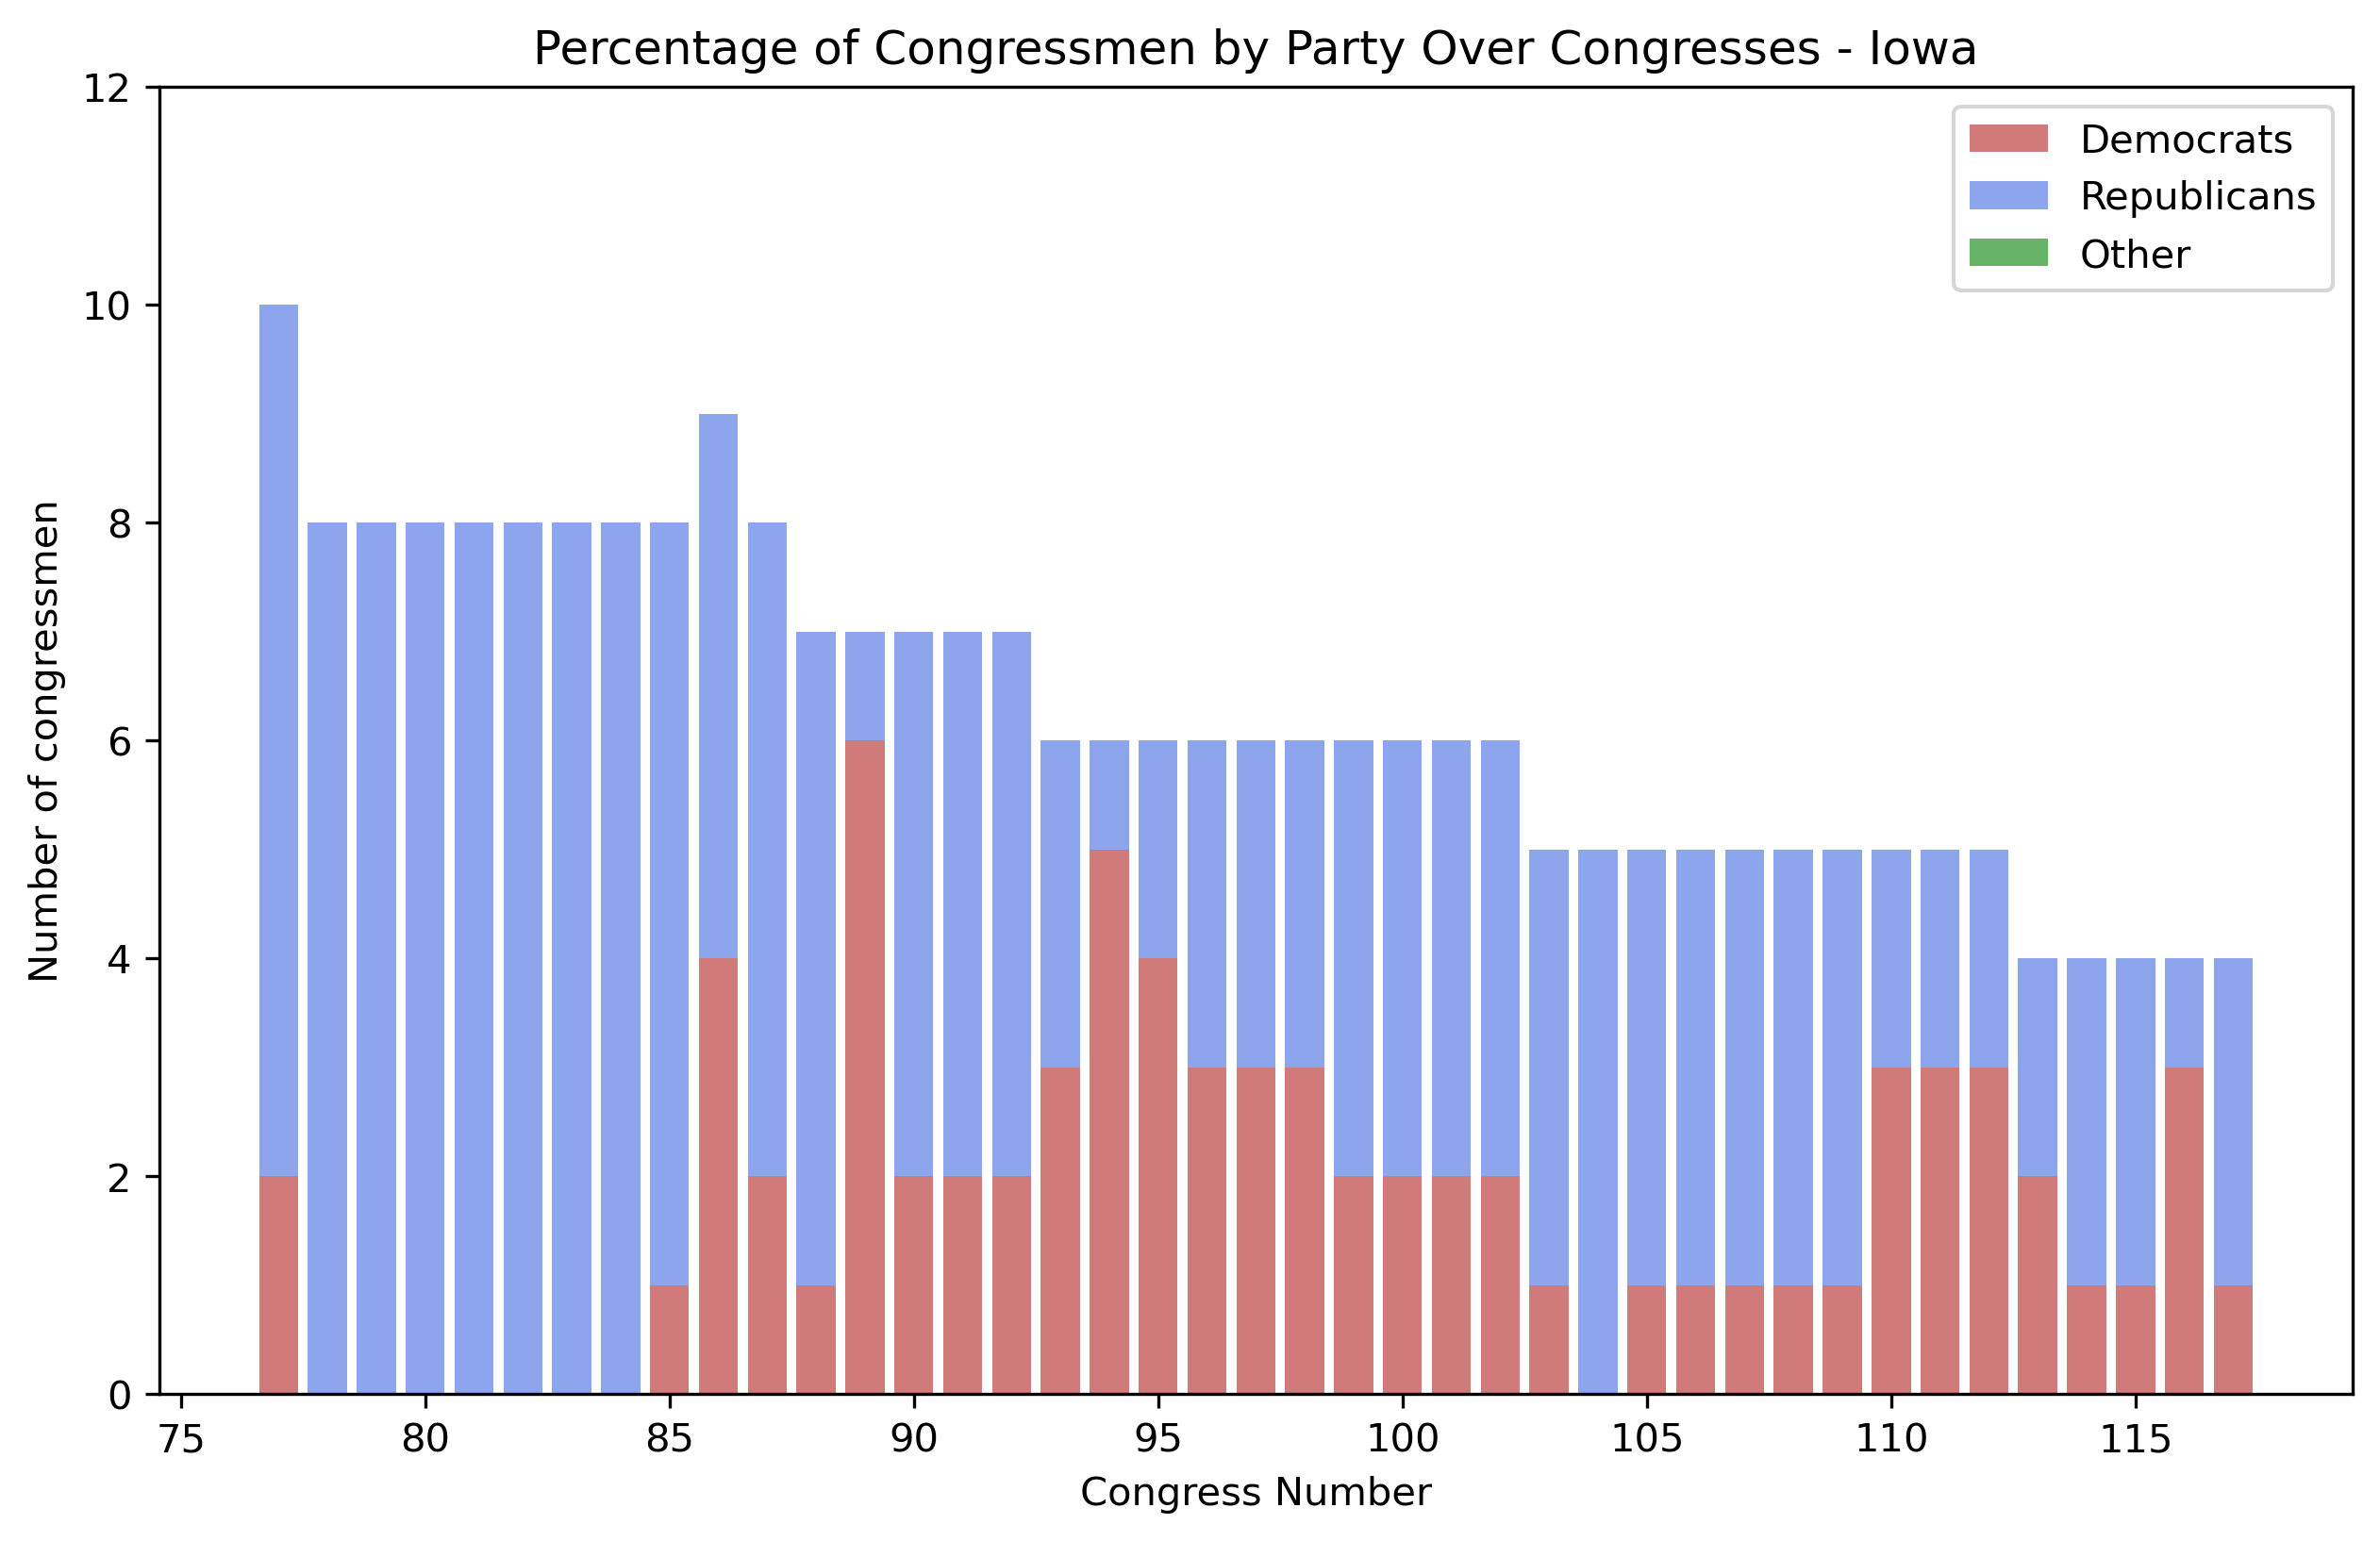 Percentage of Congressmen by Party Over Congresses - Iowa
12
10
8
6
4
2
0
Number of congressmen
Democrats
Republicans
Other
75 80 85 90 95 100 105 110 115
Congress Number